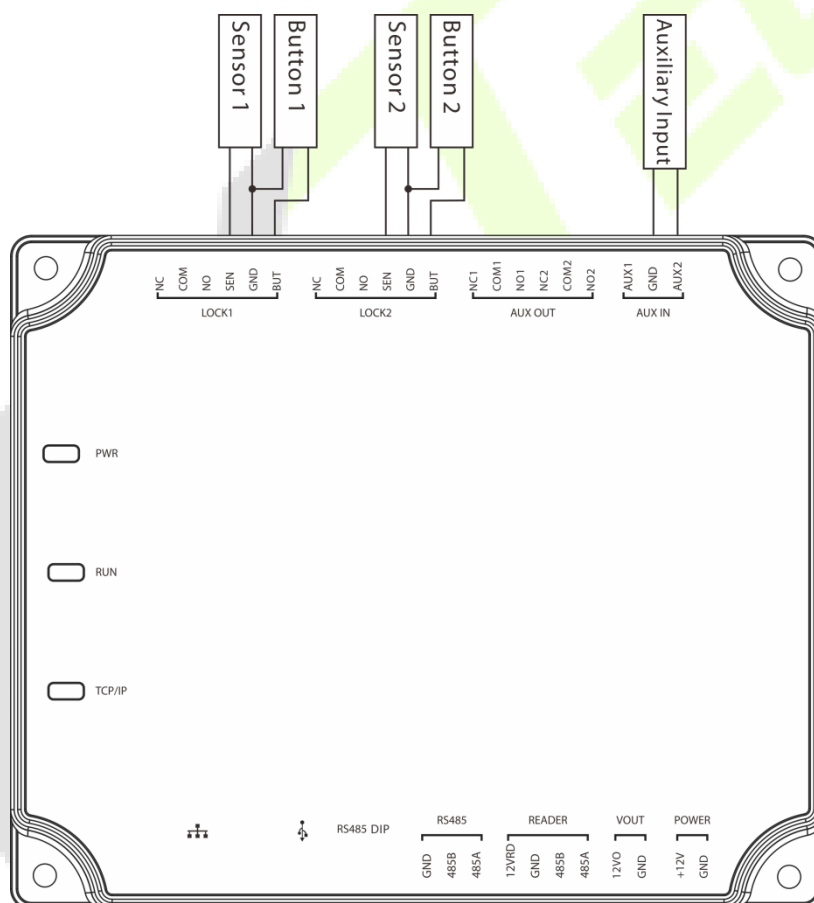 Sensor 1
Button 1
Sensor 2
Button 2
Auxiliary Input
NC
COM
NO
SEN
GND
BUT
LOCK1
NC
COM
NO
SEN
GND
BUT
LOCK2
NC1
COM1
NO1
NC2
COM2
NO2
AUX OUT
AUX1
GND
AUX2
AUX IN
PWR
RUN
TCP/IP
RS485 DIP
RS485
GND
485B
485A
READER
12VRD
GND
485B
485A
VOUT
12VO
GND
POWER
+12V
GND